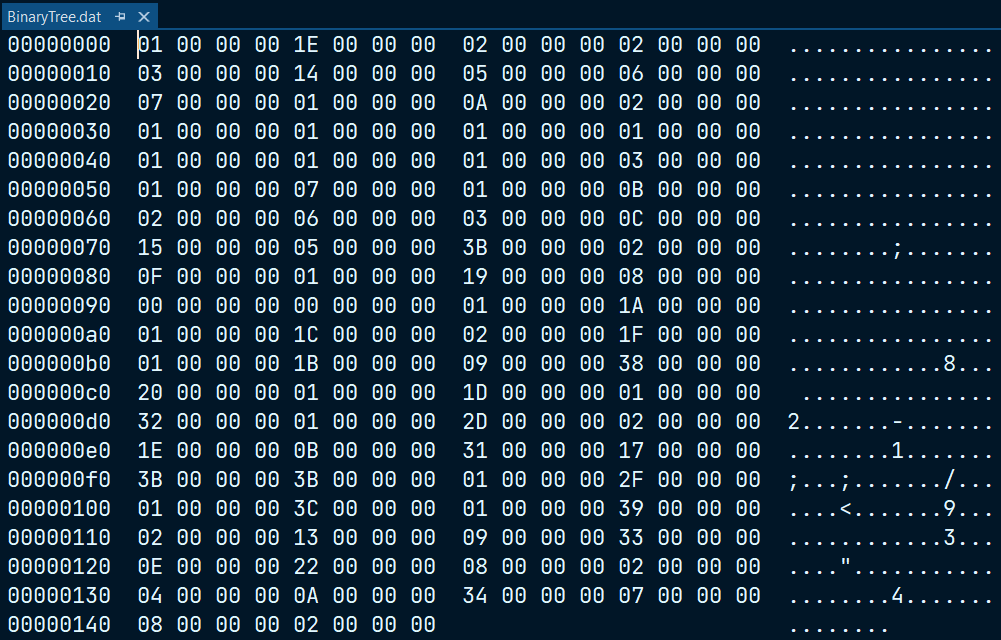 BinaryTree.dat
00000000 01 00 00 00 1E 00 00 00 02 00 00 00 02 00 00 00 ................
00000010 03 00 00 00 14 00 00 00 05 00 00 00 06 00 00 00 ................
00000020 07 00 00 00 01 00 00 00 0A 00 00 00 02 00 00 00 ................
00000030 01 00 00 00 01 00 00 00 01 00 00 00 01 00 00 00 ................
00000040 01 00 00 00 01 00 00 00 01 00 00 00 03 00 00 00 ................
00000050 01 00 00 00 07 00 00 00 01 00 00 00 0B 00 00 00 ................
00000060 02 00 00 00 06 00 00 00 03 00 00 00 0C 00 00 00 ................
00000070 15 00 00 00 05 00 00 00 3B 00 00 00 02 00 00 00 ........;.......
00000080 0F 00 00 00 01 00 00 00 19 00 00 00 08 00 00 00 ................
00000090 00 00 00 00 00 00 00 00 01 00 00 00 1A 00 00 00 ................
000000a0 01 00 00 00 1C 00 00 00 02 00 00 00 1F 00 00 00 ................
000000b0 01 00 00 00 1B 00 00 00 09 00 00 00 38 00 00 00 ............8...
000000c0 20 00 00 00 01 00 00 00 1D 00 00 00 01 00 00 00  ...............
000000d0 32 00 00 00 01 00 00 00 2D 00 00 00 02 00 00 00 2.......-.......
000000e0 1E 00 00 00 0B 00 00 00 31 00 00 00 17 00 00 00 ........1.......
000000f0 3B 00 00 00 3B 00 00 00 01 00 00 00 2F 00 00 00 ;...;......./...
00000100 01 00 00 00 3C 00 00 00 01 00 00 00 39 00 00 00 ....<.......9...
00000110 02 00 00 00 13 00 00 00 09 00 00 00 33 00 00 00 ............3...
00000120 0E 00 00 00 22 00 00 00 08 00 00 00 02 00 00 00 ...."...........
00000130 04 00 00 00 0A 00 00 00 34 00 00 00 07 00 00 00 ........4.......
00000140 08 00 00 00 02 00 00 00 ........